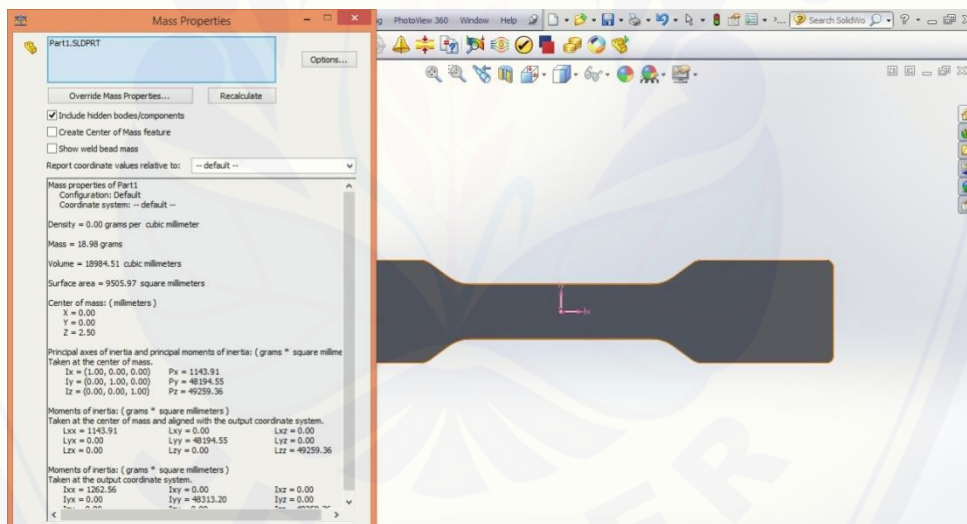 Mass Properties
PhotoView 360 Window Help
Search SolidWo
Part1.SLDPRT
Options...
Override Mass Properties... Recalculate
Include hidden bodies/components
Create Center of Mass feature
Show weld bead mass
Report coordinate values relative to: -- default --
Mass properties of Part1
Configuration: Default
Coordinate system: -- default --
Density = 0.00 grams per cubic millimeter
Mass = 18.98 grams
Volume = 18984.51 cubic millimeters
Surface area = 9505.97 square millimeters
Center of mass: ( millimeters )
X = 0.00
Y = 0.00
Z = 2.50
Principal axes of inertia and principal moments of inertia: ( grams * square millime
Taken at the center of mass.
Ix = (1.00, 0.00, 0.00) Px = 1143.91
Iy = (0.00, 1.00, 0.00) Py = 48194.55
Iz = (0.00, 0.00, 1.00) Pz = 49259.36
Moments of inertia: ( grams * square millimeters )
Taken at the center of mass and aligned with the output coordinate system.
Lxx = 1143.91 Lxy = 0.00 Lxz = 0.00
Lyx = 0.00 Lyy = 48194.55 Lyz = 0.00
Lzx = 0.00 Lzy = 0.00 Lzz = 49259.36
Moments of inertia: ( grams * square millimeters )
Taken at the output coordinate system.
Ixx = 1262.56 Ixy = 0.00 Ixz = 0.00
Iyx = 0.00 Iyy = 48313.20 Iyz = 0.00